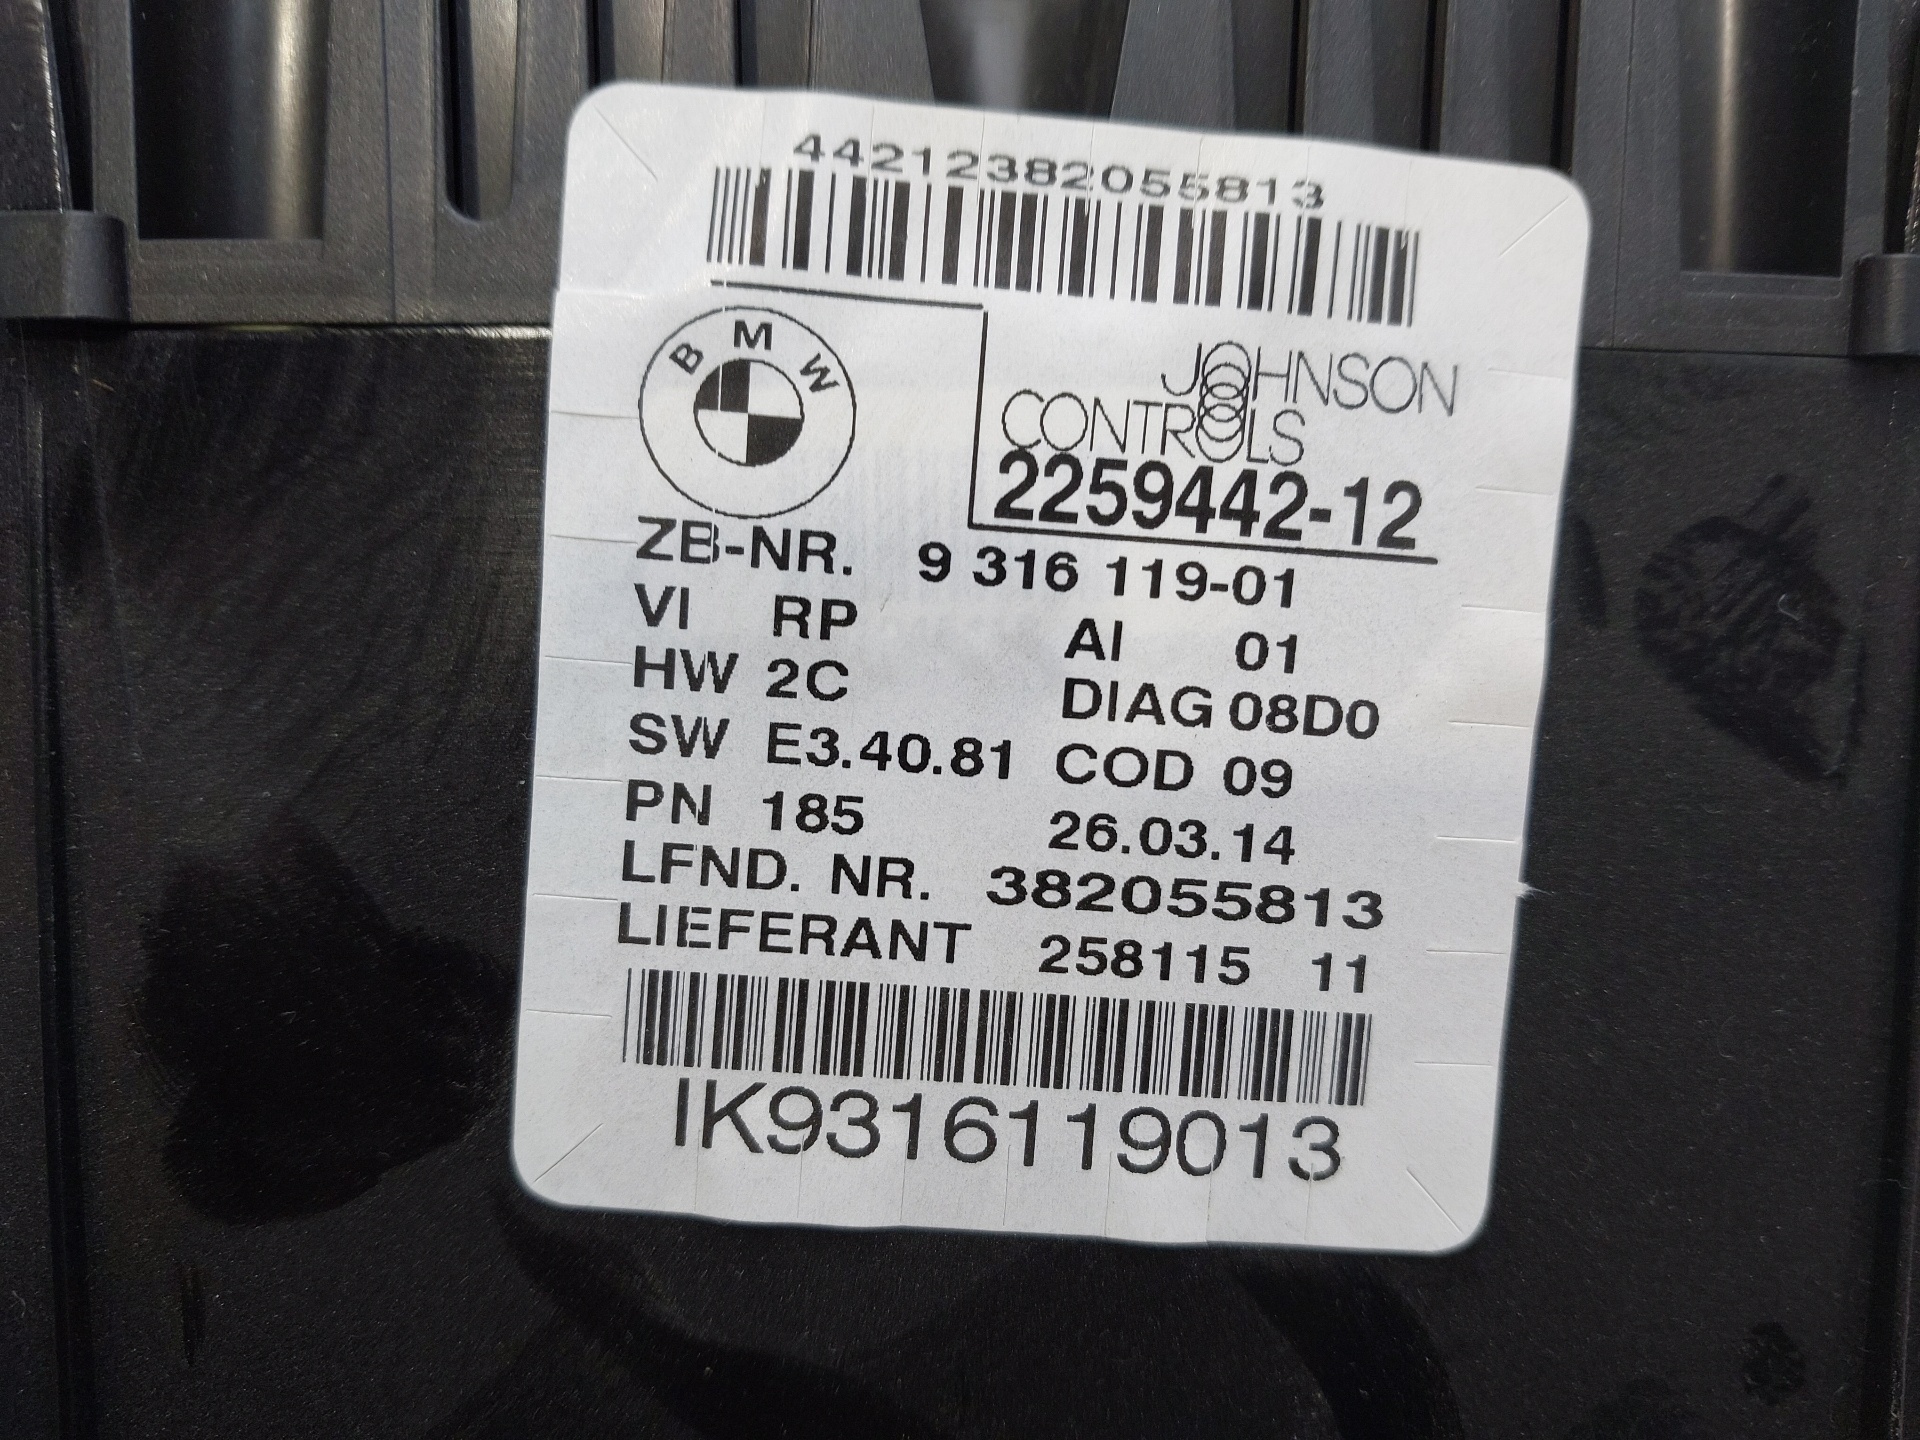 44212382055813
BMW
JOHNSON
CONTROLS
2259442-12
ZB-NR. 9 316 119-01
VI RP AI 01
HW 2C DIAG 08D0
SW E3.40.81 COD 09
PN 185 26.03.14
LFND. NR. 382055813
LIEFERANT 258115 11
IK9316119013